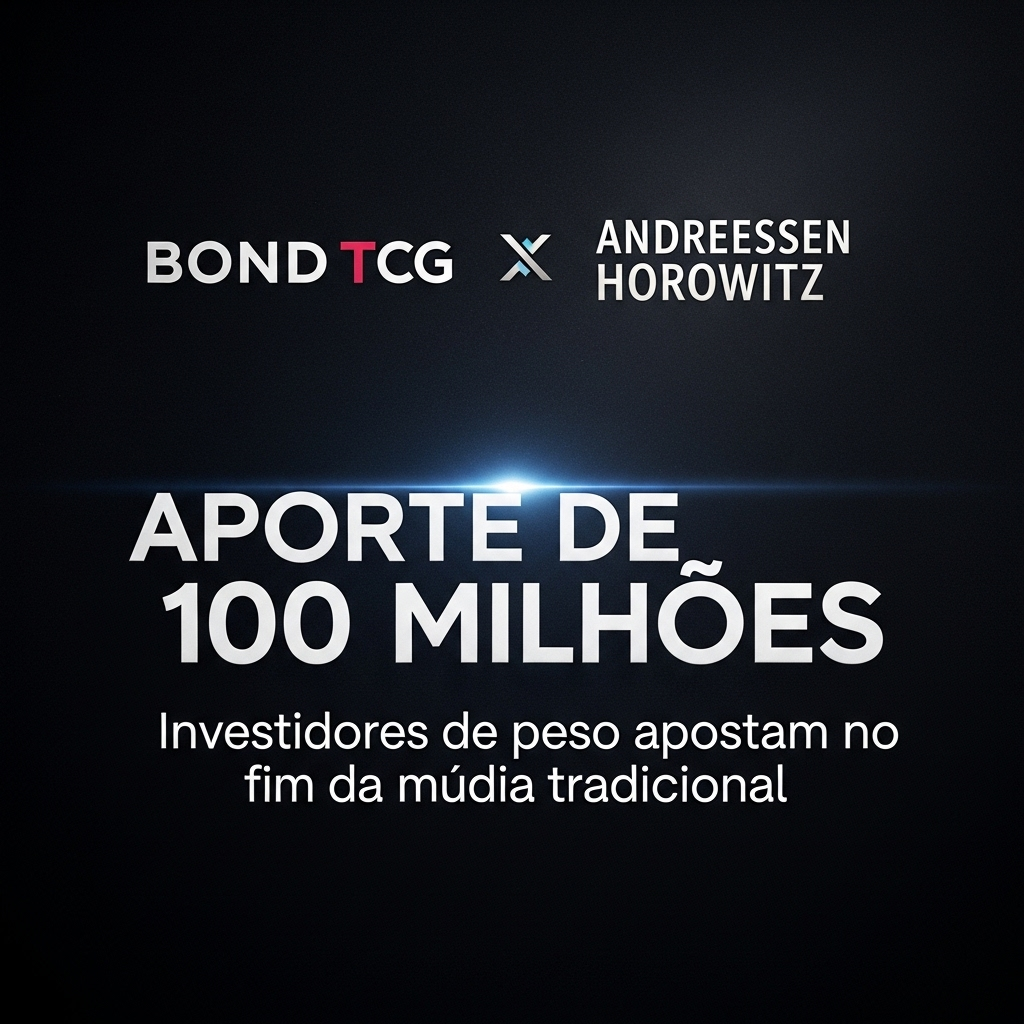 BOND TCG X ANDREESSEN HOROWITZ
APORTE DE
100 MILHÕES
Investidores de peso apostam no
fim da múdia tradicional